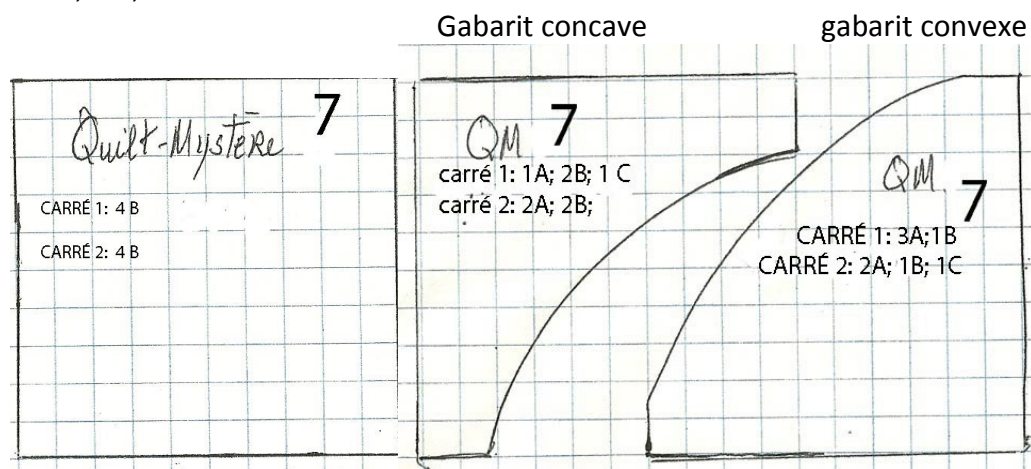 Gabarit concave
gabarit convexe
Quilt-Mystère 7
CARRÉ 1: 4 B
CARRÉ 2: 4 B
QM 7
carré 1: 1A; 2B; 1 C
carré 2: 2A; 2B;
QM 7
CARRÉ 1: 3A;1B
CARRÉ 2: 2A; 1B; 1C